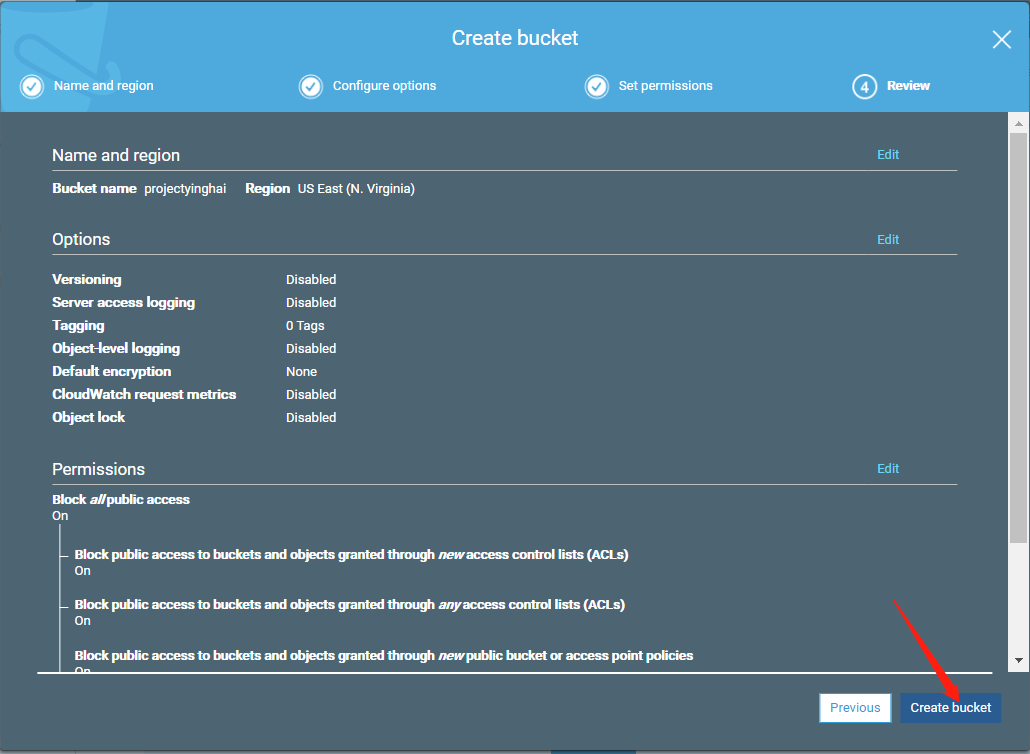 Create bucket
Name and region
Configure options
Set permissions
4 Review
Name and region Edit
Bucket name projectyinghai Region US East (N. Virginia)
Options Edit
Versioning Disabled
Server access logging Disabled
Tagging 0 Tags
Object-level logging Disabled
Default encryption None
CloudWatch request metrics Disabled
Object lock Disabled
Permissions Edit
Block all public access
On
Block public access to buckets and objects granted through new access control lists (ACLs)
On
Block public access to buckets and objects granted through any access control lists (ACLs)
On
Block public access to buckets and objects granted through new public bucket or access point policies
On
Previous Create bucket